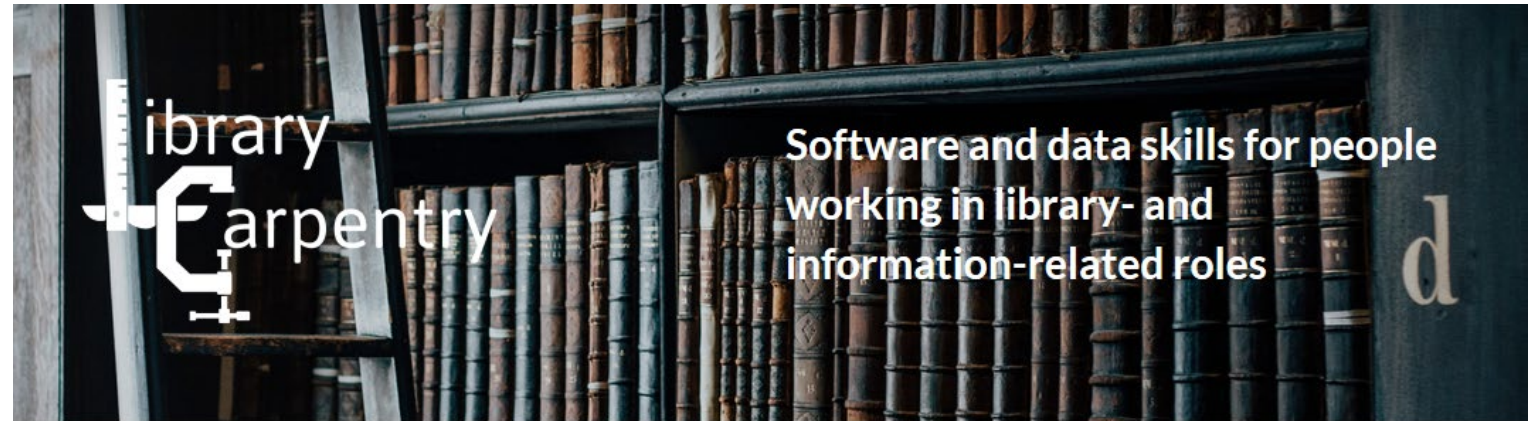 Library
Carpentry
Software and data skills for people
working in library- and
information-related roles
d